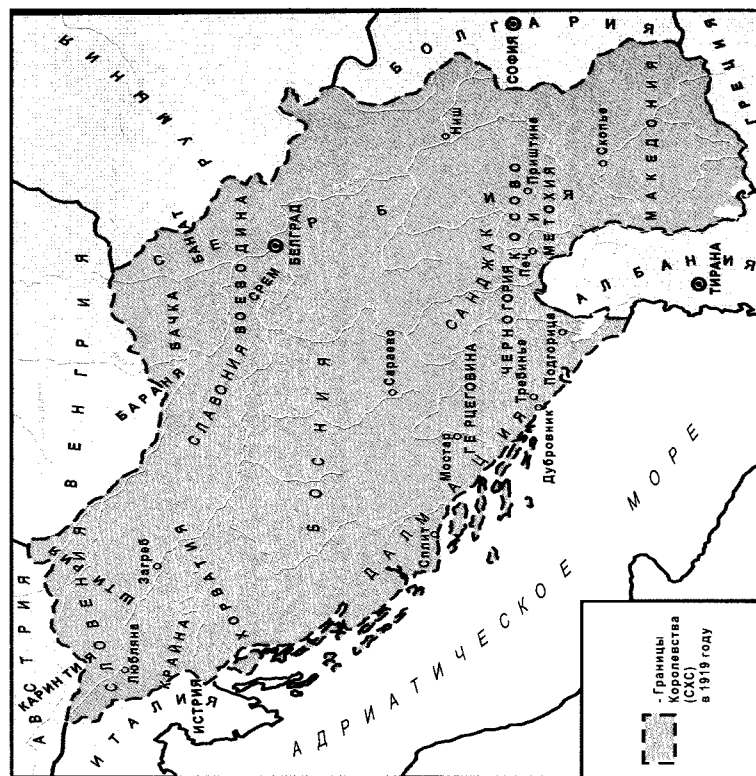 АВСТРИЯ
ВЕНГРИЯ
РУМЫНИЯ
КАРИНТИЯ
ШТИРИЯ
СЛОВЕНИЯ
Любляна
Загреб
БАРАНЯ
БАЧКА
БАНАТ
ИТАЛИЯ
КРАЙНА
ИСТРИЯ
ХОРВАТИЯ
СЛАВОНИЯ
ВОЕВОДИНА
СРЕМ
БЕЛГРАД
СЕРБИЯ
БОСНИЯ
Сараево
ДАЛМАЦИЯ
Сплит
Мостар
ГЕРЦЕГОВИНА
САНДЖАК
Ниш
БОЛГАРИЯ
СОФИЯ
ЧЕРНОГОРИЯ
Требинье
Дубровник
Подгорица
Печ
КОСОВО
И
МЕТОХИЯ
Приштина
Скопье
МАКЕДОНИЯ
АЛБАНИЯ
ТИРАНА
ГРЕЦИЯ
АДРИАТИЧЕСКОЕ МОРЕ
- Границы
Королевства
(СХС)
в 1919 году